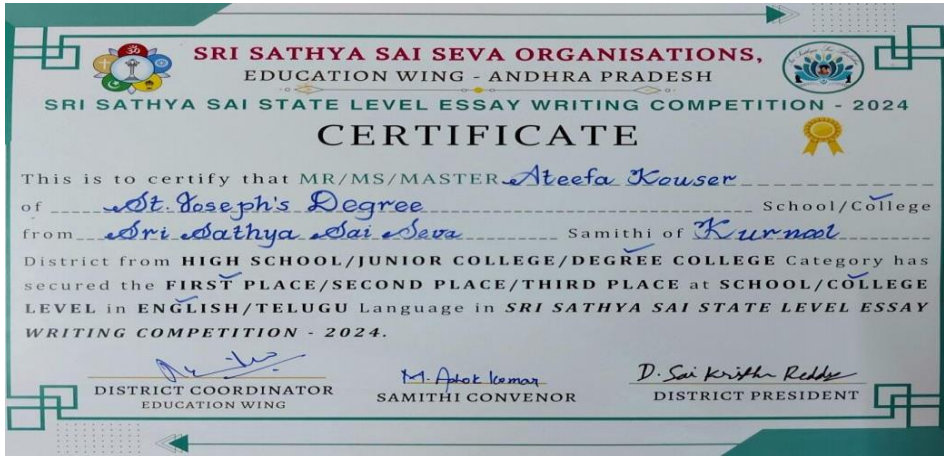 SRI SATHYA SAI SEVA ORGANISATIONS,
EDUCATION WING - ANDHRA PRADESH
SRI SATHYA SAI STATE LEVEL ESSAY WRITING COMPETITION - 2024
CERTIFICATE
This is to certify that MR/MS/MASTER Ateefa Kouser
of St. Joseph's Degree School/College
from Sri Sathya Sai Seva Samithi of Kurnool
District from HIGH SCHOOL/JUNIOR COLLEGE/DEGREE COLLEGE Category has
secured the FIRST PLACE/SECOND PLACE/THIRD PLACE at SCHOOL/COLLEGE
LEVEL in ENGLISH/TELUGU Language in SRI SATHYA SAI STATE LEVEL ESSAY
WRITING COMPETITION - 2024.
M. Ashok kumar
D. Sai Krishna Reddy
DISTRICT COORDINATOR
EDUCATION WING
SAMITHI CONVENOR
DISTRICT PRESIDENT